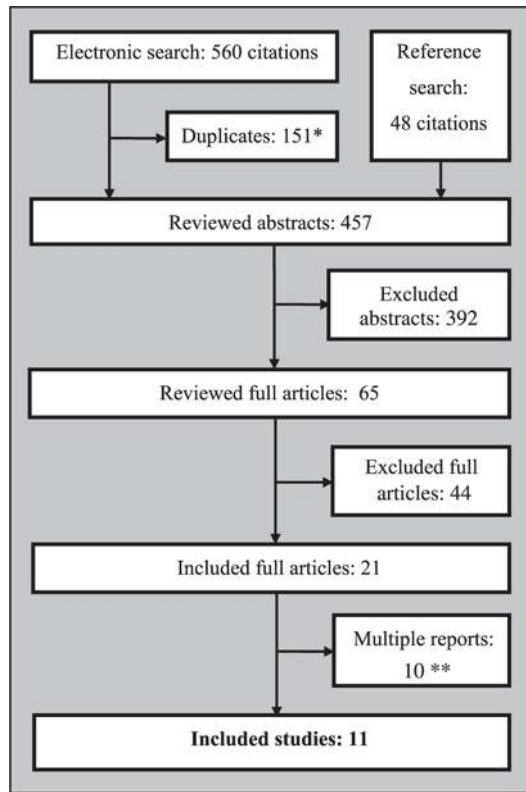 Electronic search: 560 citations
Reference
search:
48 citations
Duplicates: 151*
Reviewed abstracts: 457
Excluded
abstracts: 392
Reviewed full articles: 65
Excluded full
articles: 44
Included full articles: 21
Multiple reports:
10 **
Included studies: 11